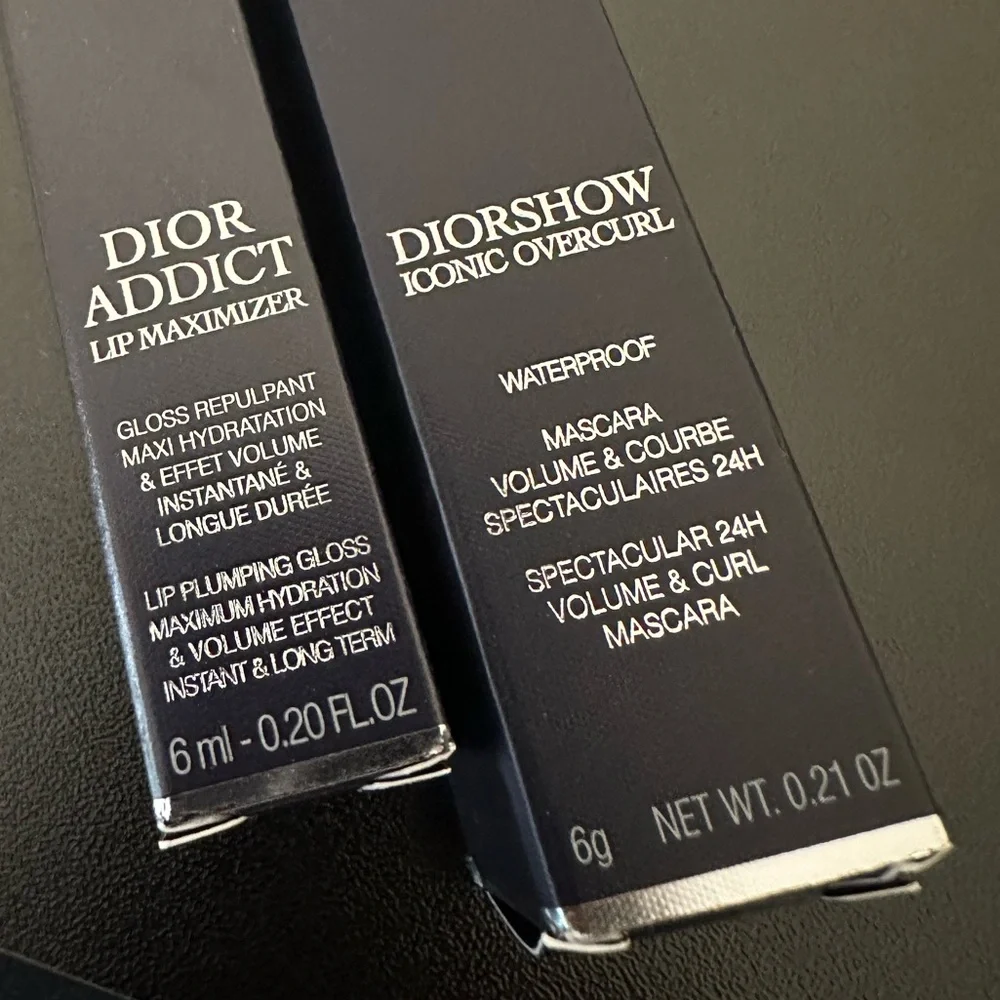 DIOR
ADDICT
LIP MAXIMIZER
GLOSS REPULPANT
MAXI HYDRATATION
& EFFET VOLUME
INSTANTANÉ &
LONGUE DURÉE
LIP PLUMPING GLOSS
MAXIMUM HYDRATION
& VOLUME EFFECT
INSTANT & LONG TERM
6 ml - 0.20 FL.OZ
DIORSHOW
ICONIC OVERCURL
WATERPROOF
MASCARA
VOLUME & COURBE
SPECTACULAIRES 24H
SPECTACULAR 24H
VOLUME & CURL
MASCARA
6g NET WT. 0.21 OZ